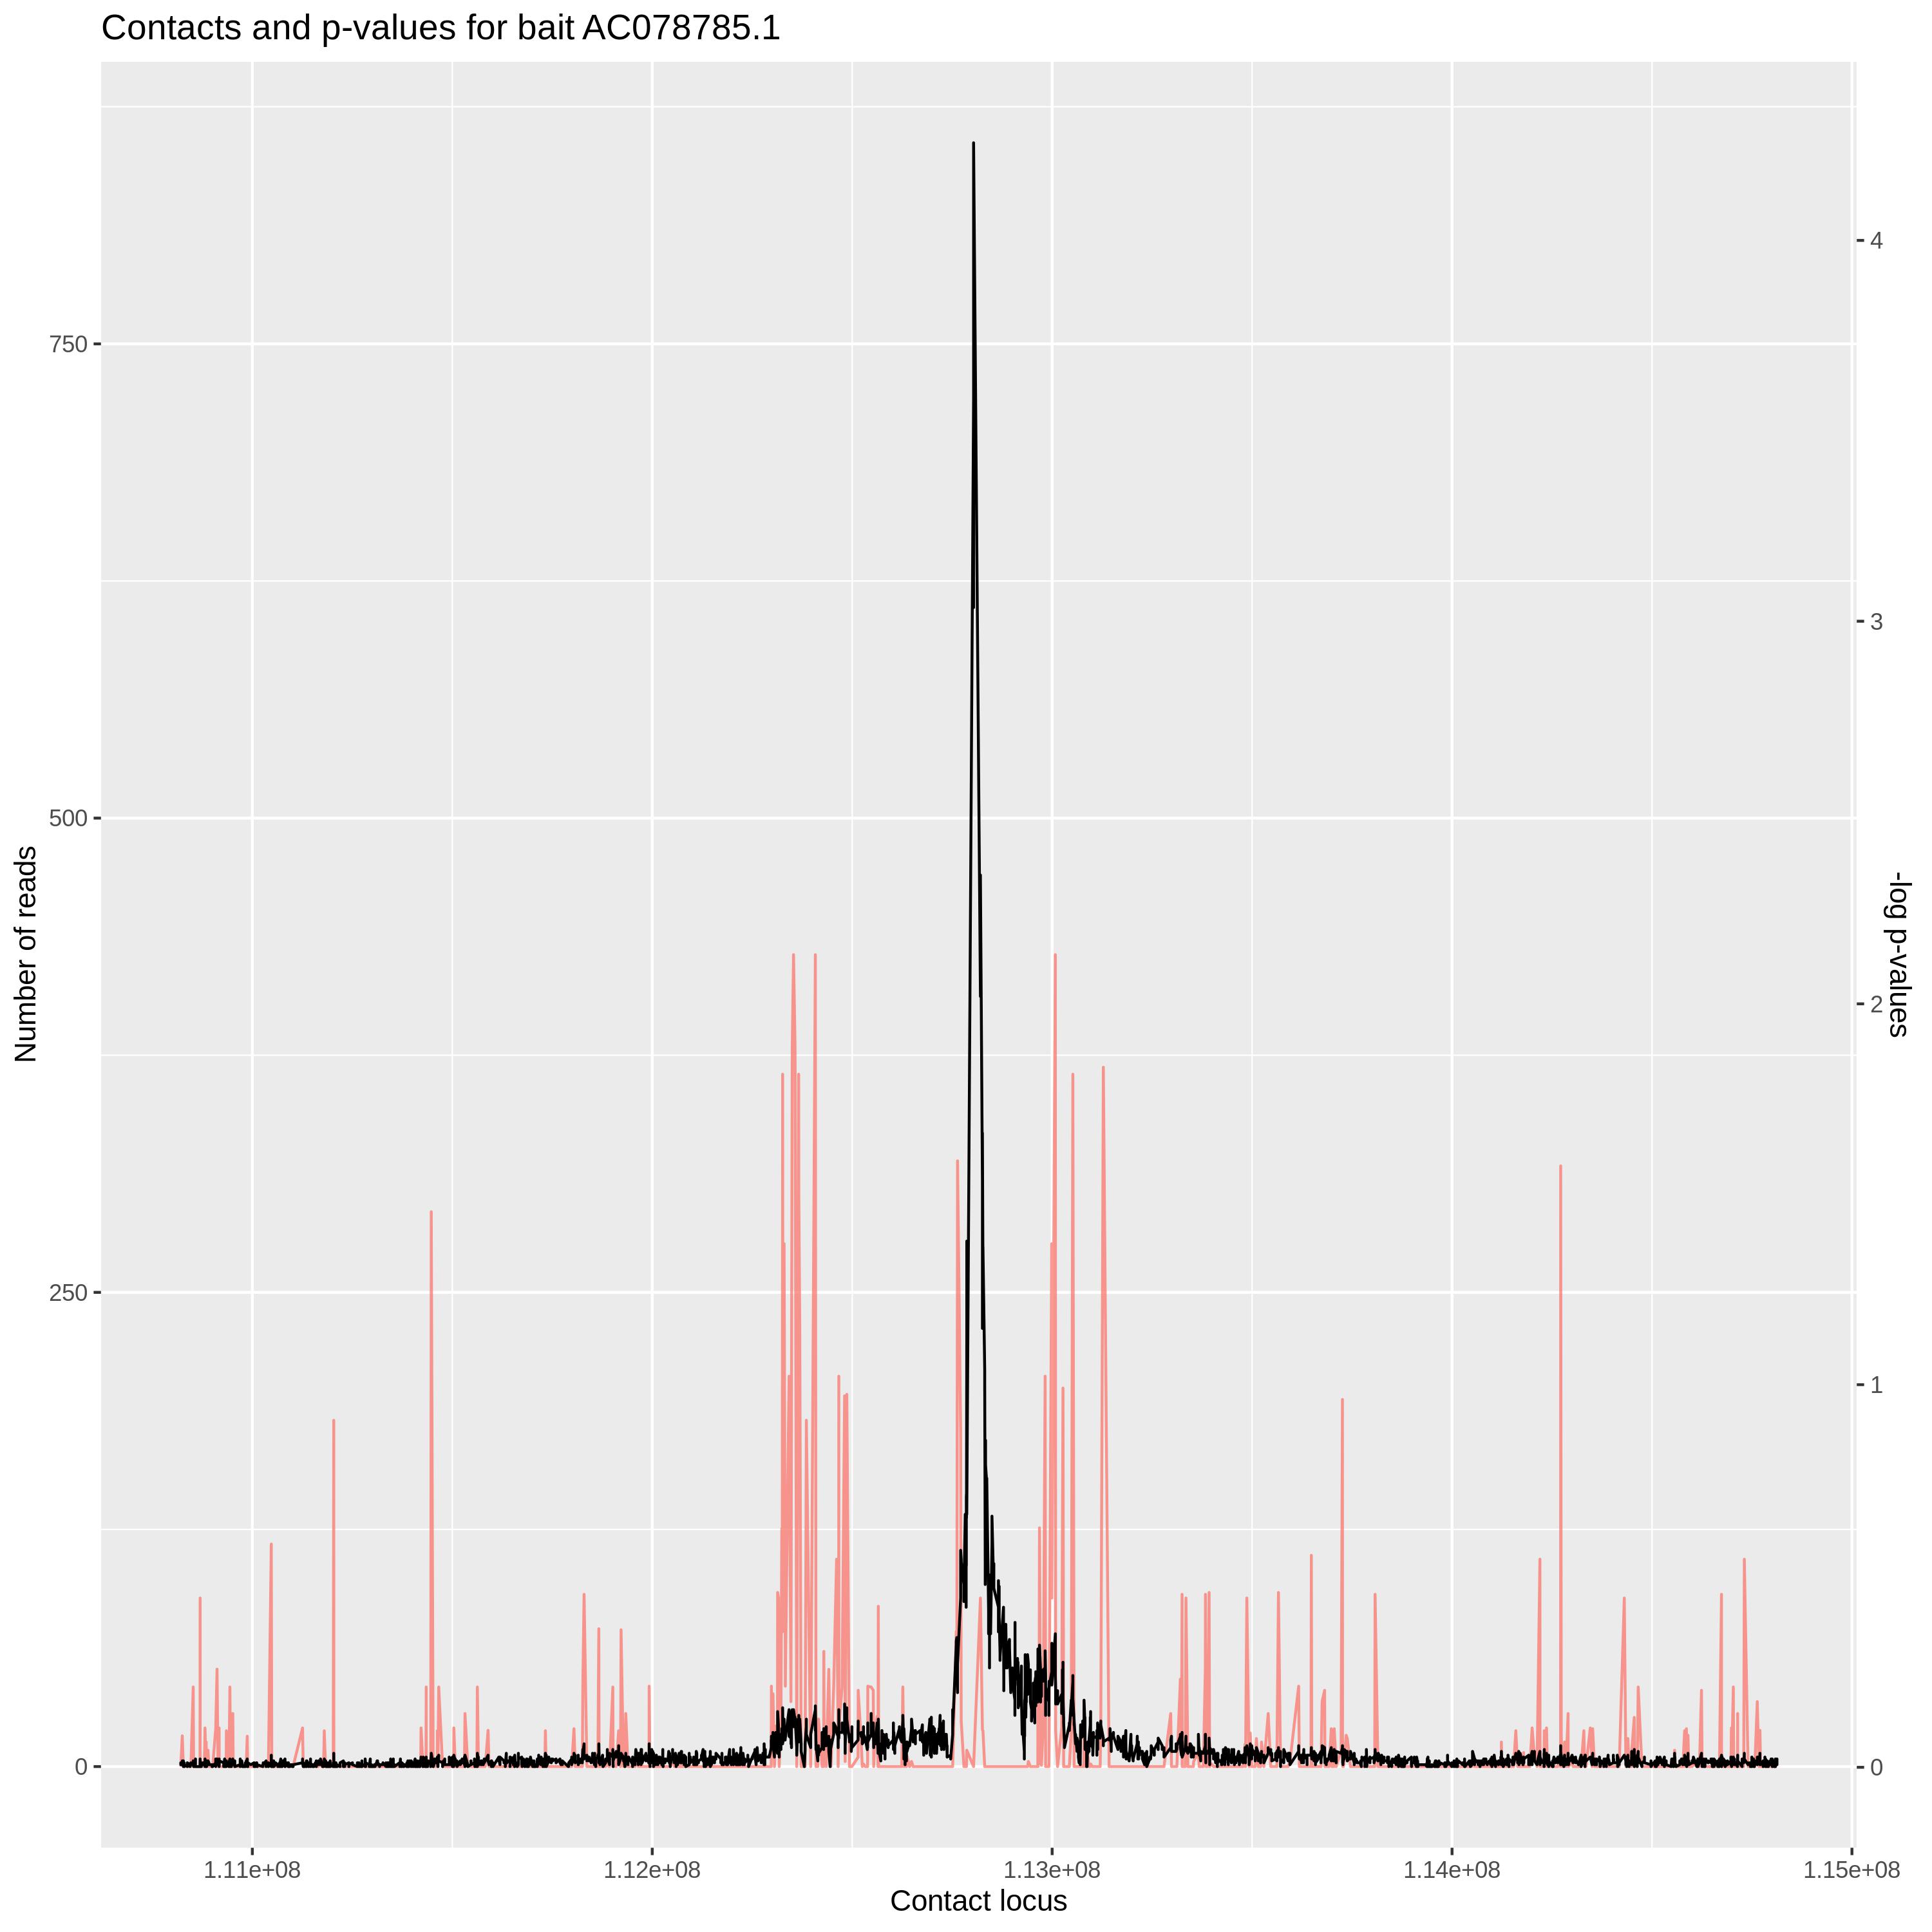 Contacts and p-values for bait AC078785.1
Number of reads
750
500
250
0
4
3
2
1
0
-log p-values
1.11e+08 1.12e+08 1.13e+08 1.14e+08 1.15e+08
Contact locus